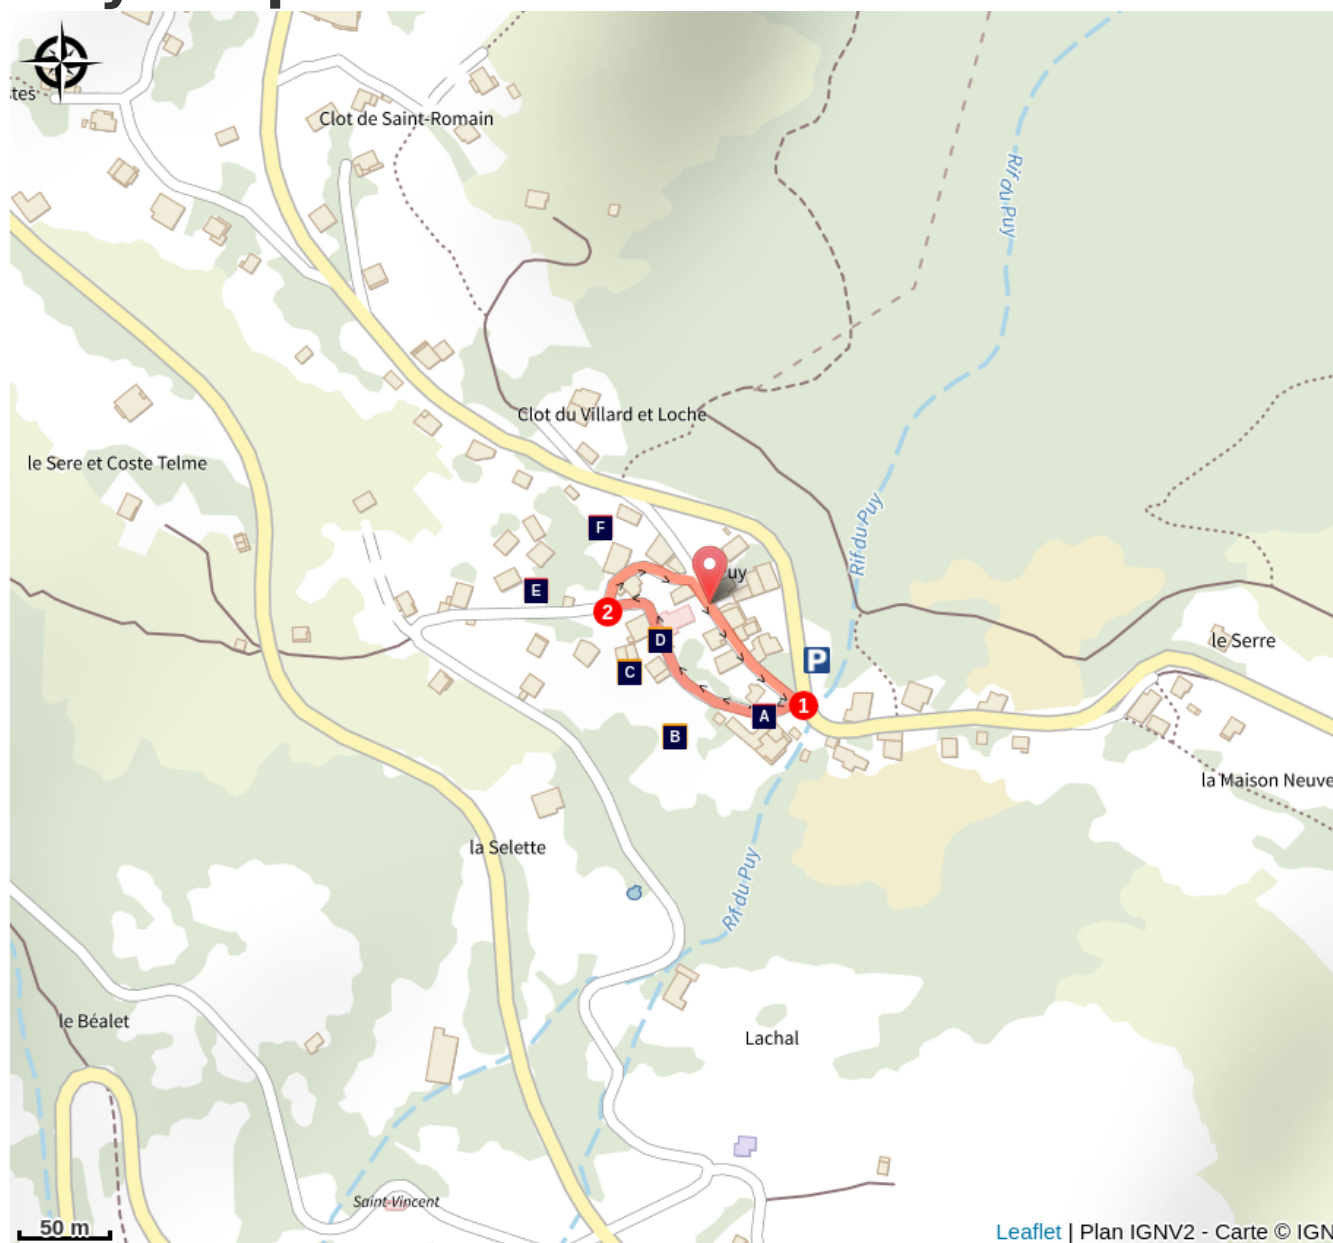 tes
Clot de Saint-Romain
Rif du Puy
Clot du Villard et Loche
le Sere et Coste Telme
Rif du Puy
F
uy
E
2
D
P
le Serre
C
1
A
B
la Maison Neuve
la Selette
Rif du Puy
le Béalet
Lachal
Saint-Vincent
50 m
Leaflet | Plan IGNV2 - Carte © IGN